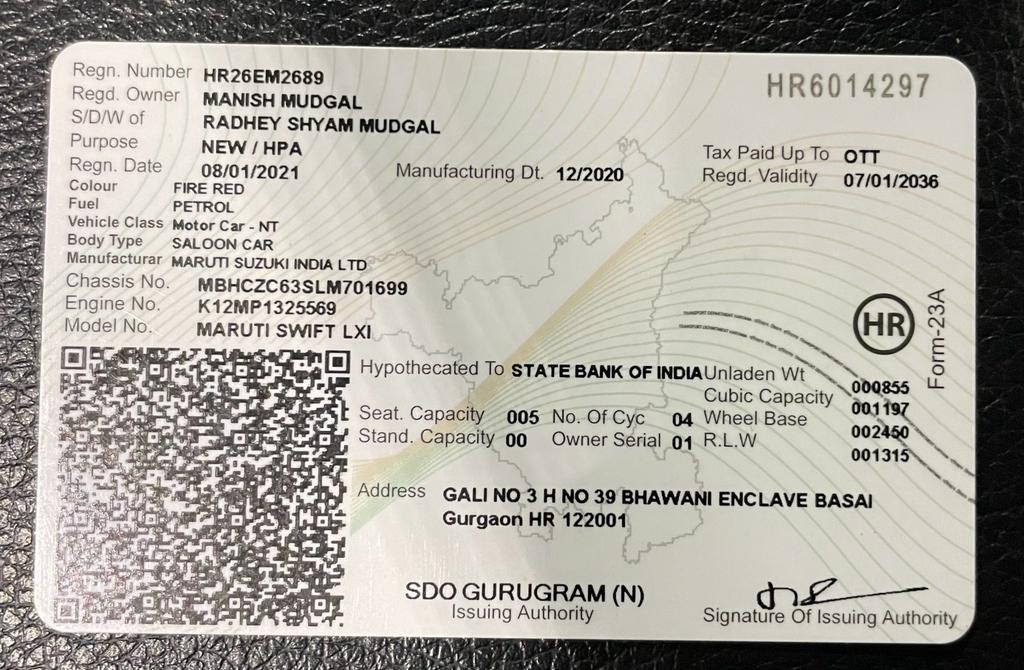 Regn. Number HR26EM2689
HR6014297
Regd. Owner MANISH MUDGAL
S/D/W of RADHEY SHYAM MUDGAL
Purpose NEW / HPA
Regn. Date 08/01/2021
Manufacturing Dt. 12/2020
Tax Paid Up To OTT
Regd. Validity 07/01/2036
Colour FIRE RED
Fuel PETROL
Vehicle Class Motor Car - NT
Body Type SALOON CAR
Manufacturar MARUTI SUZUKI INDIA LTD
Chassis No. MBHCZC63SLM701699
Engine No. K12MP1325569
Model No. MARUTI SWIFT LXI
HR
Form-23A
Hypothecated To STATE BANK OF INDIA
Unladen Wt 000855
Cubic Capacity 001197
Seat. Capacity 005 No. Of Cyc 04 Wheel Base 002450
Stand. Capacity 00 Owner Serial 01 R.L.W 001315
Address GALI NO 3 H NO 39 BHAWANI ENCLAVE BASAI
Gurgaon HR 122001
SDO GURUGRAM (N)
Issuing Authority
Signature Of Issuing Authority